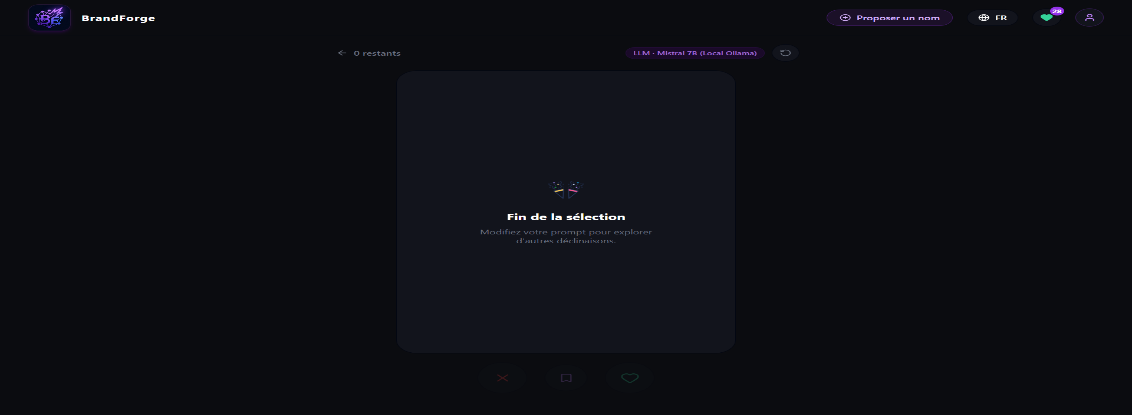 BrandForge
Proposer un nom
FR
28
0 restants
LLM - Mistral 7B (Local Ollama)
Fin de la sélection
Modifiez votre prompt pour explorer
d'autres déclinaisons.